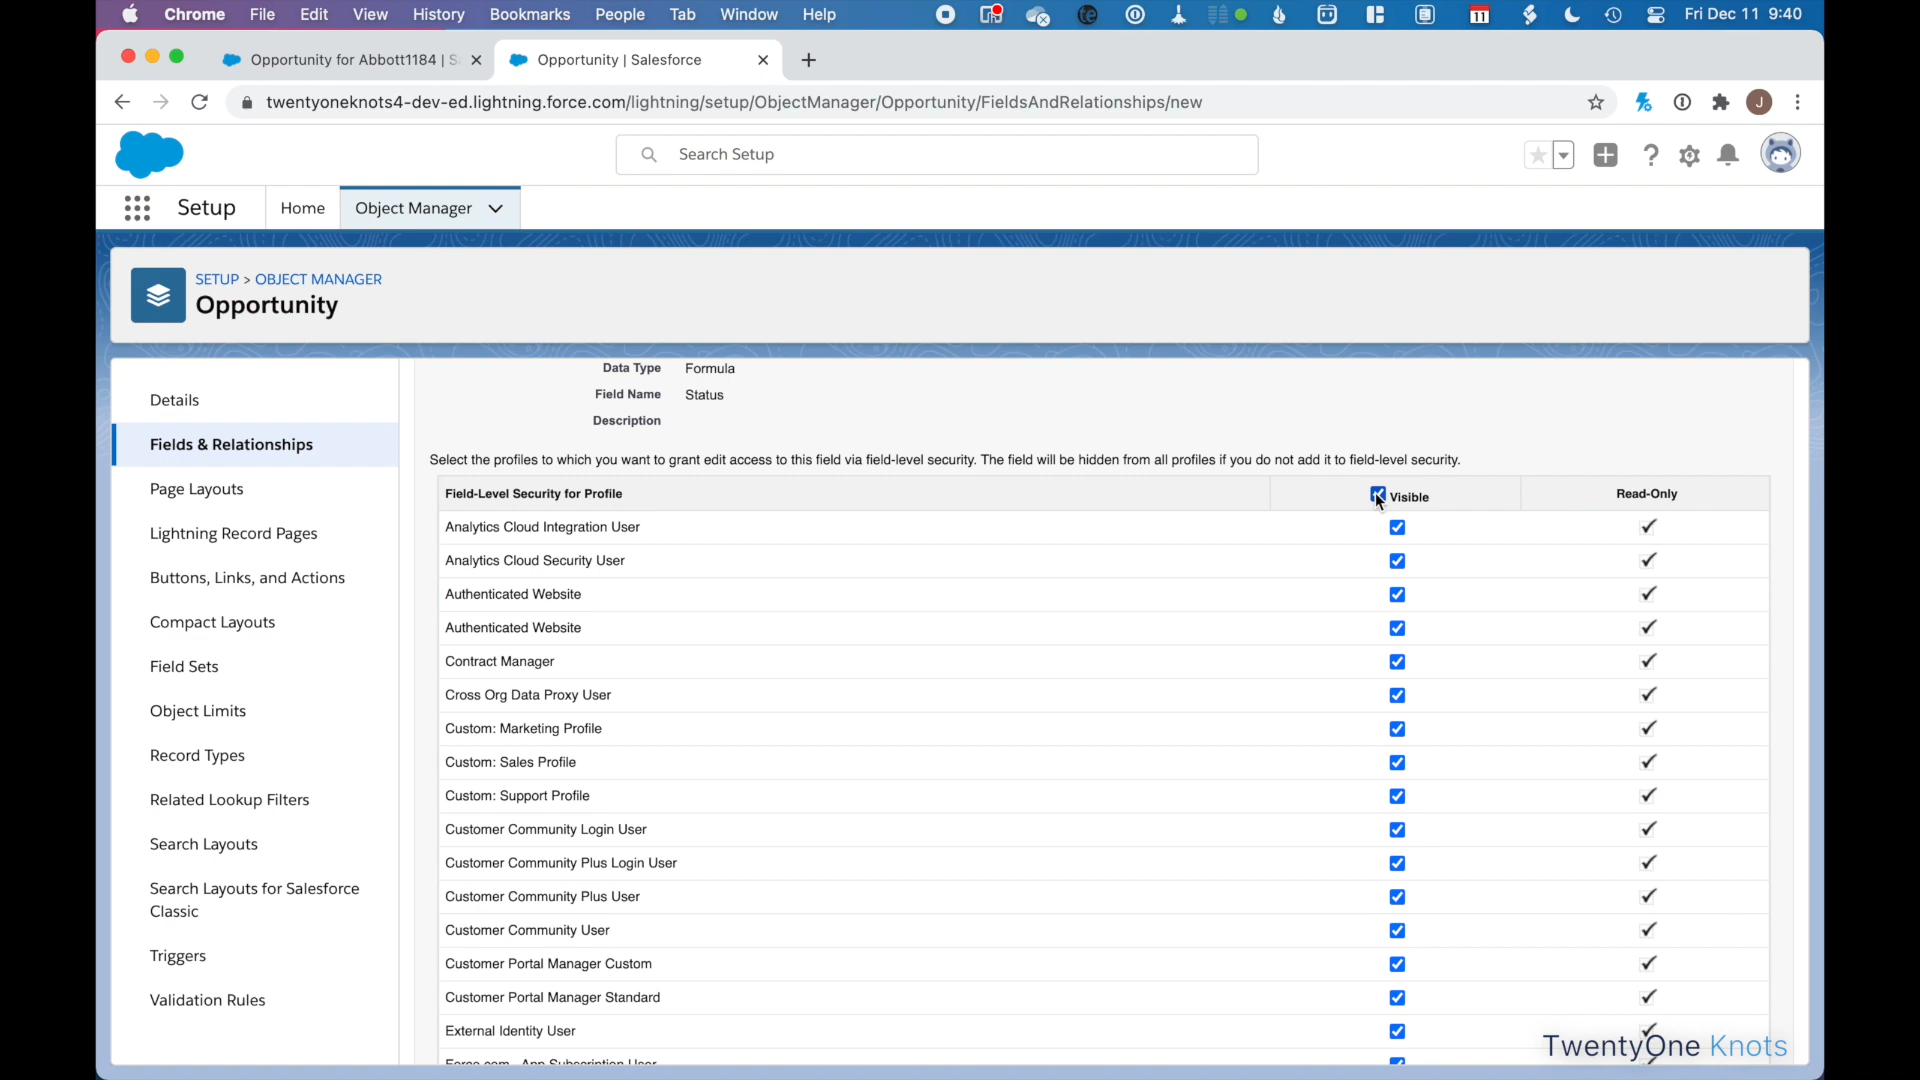 Chrome File Edit View History Bookmarks People Tab Window Help
11
Fri Dec 11 9:40
Opportunity for Abbott1184 | S
Opportunity | Salesforce
twentyoneknots4-dev-ed.lightning.force.com/lightning/setup/ObjectManager/Opportunity/FieldsAndRelationships/new
J
Search Setup
Setup
Home
Object Manager
SETUP > OBJECT MANAGER
Opportunity
Details
Fields & Relationships
Page Layouts
Lightning Record Pages
Buttons, Links, and Actions
Compact Layouts
Field Sets
Object Limits
Record Types
Related Lookup Filters
Search Layouts
Search Layouts for Salesforce
Classic
Triggers
Validation Rules
Data Type Formula
Field Name Status
Description
Select the profiles to which you want to grant edit access to this field via field-level security. The field will be hidden from all profiles if you do not add it to field-level security.
Field-Level Security for Profile Visible Read-Only
Analytics Cloud Integration User
Analytics Cloud Security User
Authenticated Website
Authenticated Website
Contract Manager
Cross Org Data Proxy User
Custom: Marketing Profile
Custom: Sales Profile
Custom: Support Profile
Customer Community Login User
Customer Community Plus Login User
Customer Community Plus User
Customer Community User
Customer Portal Manager Custom
Customer Portal Manager Standard
External Identity User
Force.com - App Subscription User
TwentyOne Knots